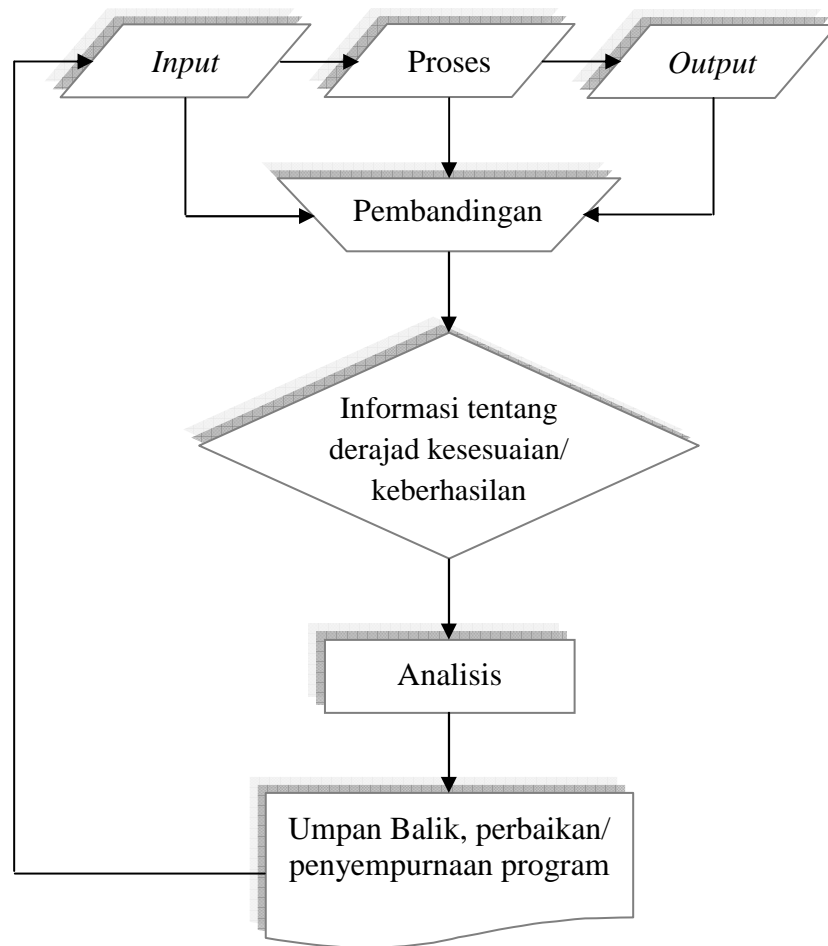 Input
Proses
Output
Pembandingan
Informasi tentang
derajad kesesuaian/
keberhasilan
Analisis
Umpan Balik, perbaikan/
penyempurnaan program